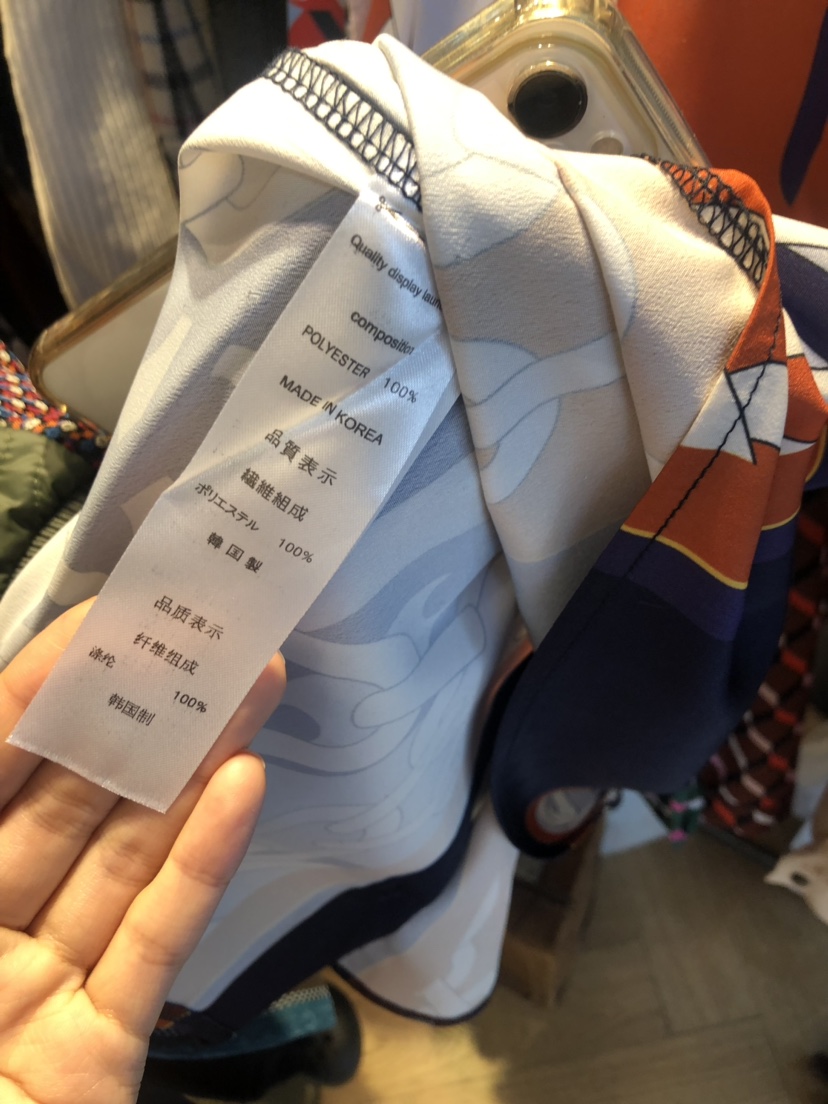 Quality display
composition
POLYESTER 100%
MADE IN KOREA
品質表示
繊維組成
ポリエステル 100%
韓国製
品质表示
纤维组成
涤纶 100%
韩国制